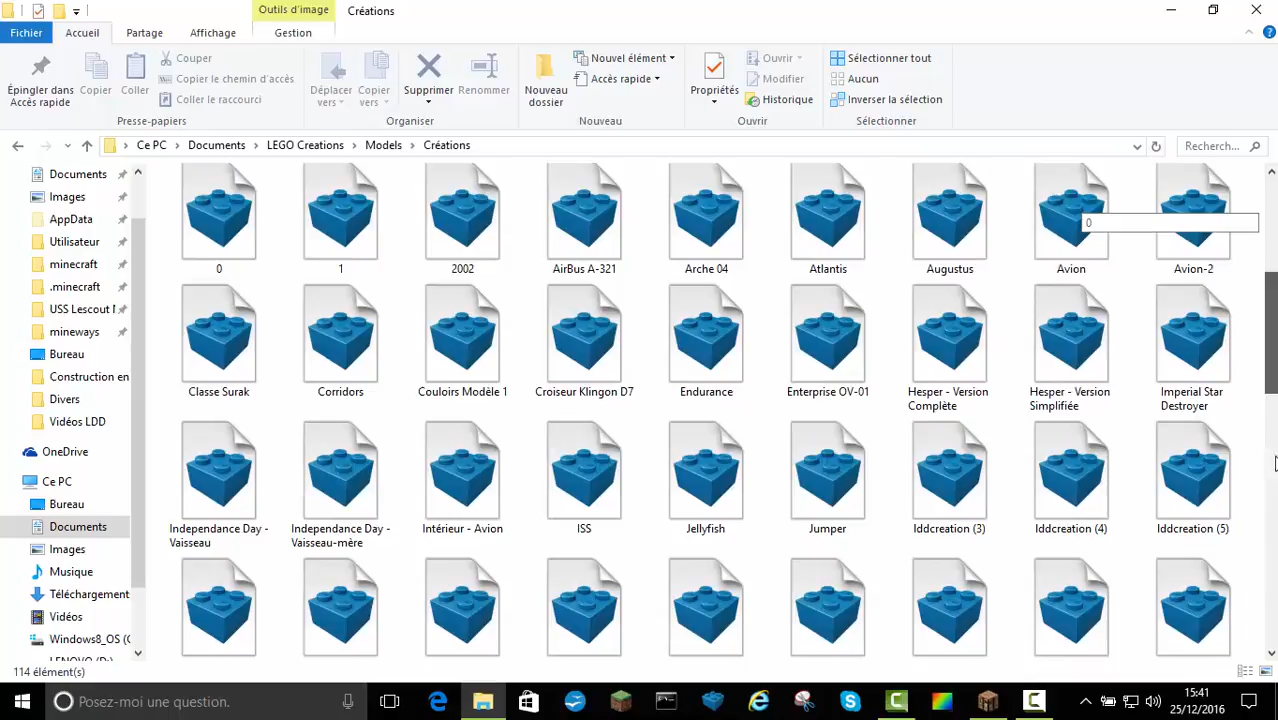 Outils d'image Créations
Fichier Accueil Partage Affichage Gestion
Épingler dans Accès rapide
Copier
Coller
Couper
Copier le chemin d'accès
Coller le raccourci
Presse-papiers
Déplacer vers
Copier vers
Supprimer
Renommer
Organiser
Nouveau dossier
Nouvel élément
Accès rapide
Nouveau
Propriétés
Ouvrir
Modifier
Historique
Ouvrir
Sélectionner tout
Aucun
Inverser la sélection
Sélectionner
Ce PC Documents LEGO Creations Models Créations
Recherc...
Documents
Images
AppData
Utilisateur
minecraft
.minecraft
USS Lescout
mineways
Bureau
Construction en
Divers
Vidéos LDD
OneDrive
Ce PC
Bureau
Documents
Images
Musique
Téléchargement
Vidéos
Windows8_OS (C
0 1 2002 AirBus A-321 Arche 04 Atlantis Augustus Avion Avion-2
0
Classe Surak Corridors Couloirs Modèle 1 Croiseur Klingon D7 Endurance Enterprise OV-01 Hesper - Version Complète Hesper - Version Simplifiée Imperial Star Destroyer
Independance Day - Vaisseau Independance Day - Vaisseau-mère Intérieur - Avion ISS Jellyfish Jumper lddcreation (3) lddcreation (4) lddcreation (5)
114 élément(s)
Posez-moi une question.
15:41
25/12/2016